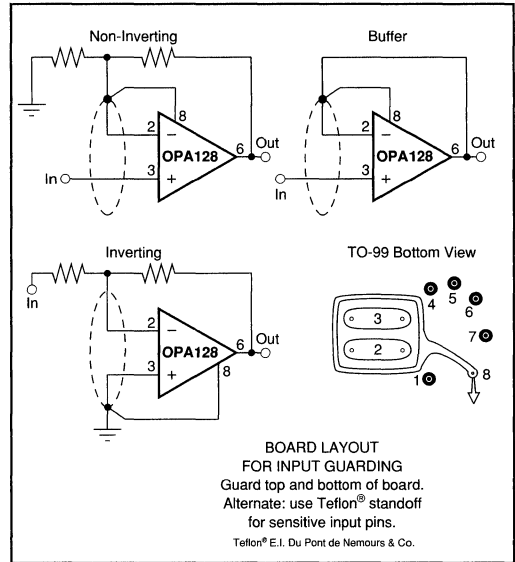 Non-Inverting
8
2
−
OPA128
3
+
6
Out
In
Buffer
8
2
−
OPA128
3
+
6
Out
In
Inverting
In
2
−
OPA128
3
+
6
Out
8
TO-99 Bottom View
4
5
6
7
3
2
1
8
BOARD LAYOUT
FOR INPUT GUARDING
Guard top and bottom of board.
Alternate: use Teflon® standoff
for sensitive input pins.
Teflon® E.I. Du Pont de Nemours & Co.